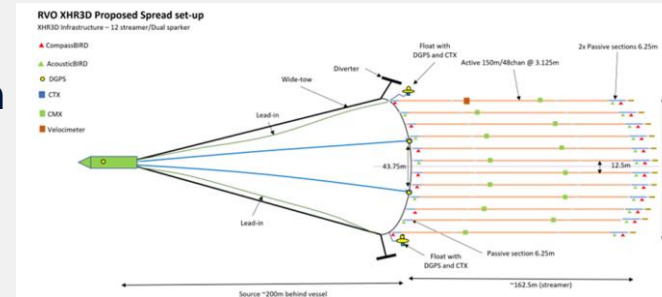 RVO XHR3D Proposed Spread set-up
XHR3D Infrastructure – 12 streamer/Dual sparker
CompassBIRD
AcousticBIRD
DGPS
CTX
CMX
Velocimeter
Float with
DGPS and CTX
Diverter
Wide-tow
Lead-in
Active 150m/48chan @ 3.125m
2x Passive sections 6.25m
43.75m
12.5m
Lead-in
Passive section 6.25m
Float with
DGPS and CTX
Source ~200m behind vessel
~162.5m (streamer)